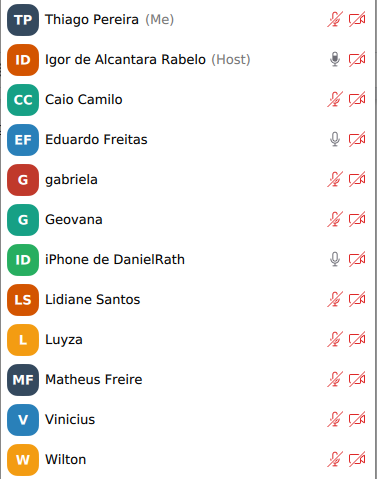 TP Thiago Pereira (Me)
ID Igor de Alcantara Rabelo (Host)
CC Caio Camilo
EF Eduardo Freitas
G gabriela
G Geovana
ID iPhone de DanielRath
LS Lidiane Santos
L Luyza
MF Matheus Freire
V Vinicius
W Wilton